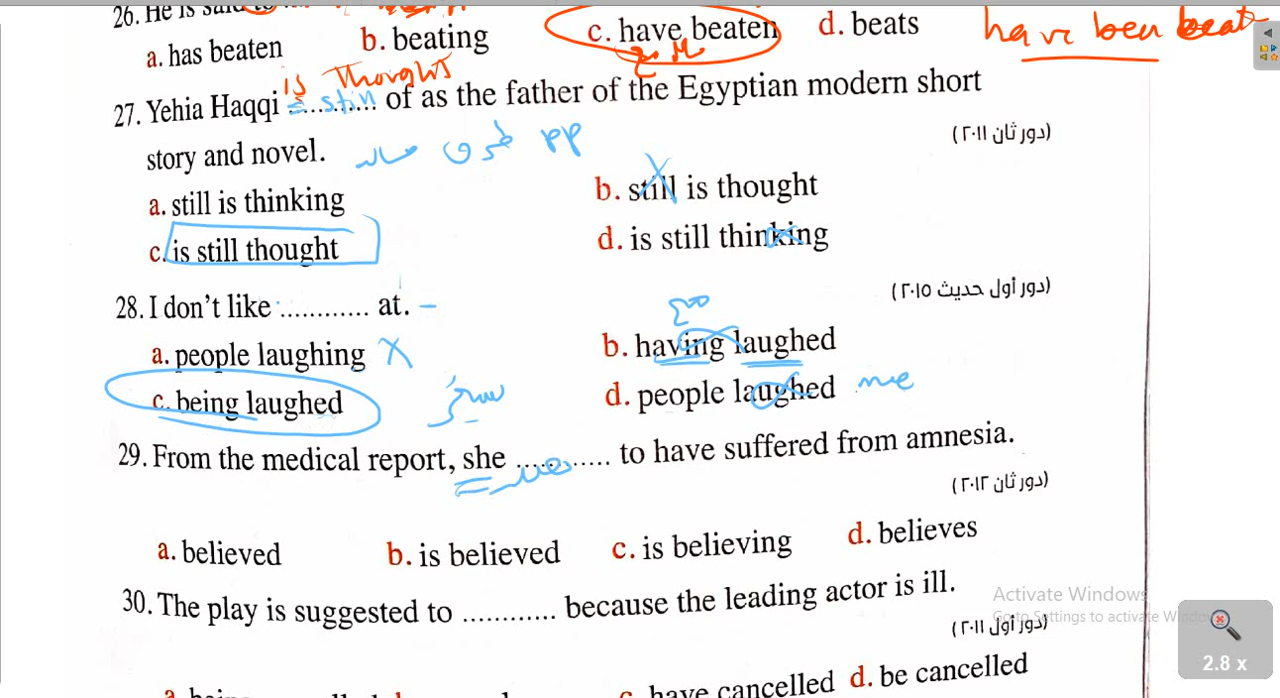 26. He is said to
a. has beaten b. beating c. have beaten d. beats have been beat
is thought
27. Yehia Haqqi ............ of as the father of the Egyptian modern short
still
story and novel. (دور ثان ٢٠١١)
pp
a. still is thinking b. still is thought
c. is still thought d. is still thinking
28. I don't like ............ at. (دور أول حديث ٢٠١٥)
a. people laughing b. having laughed
c. being laughed d. people laughed me
29. From the medical report, she ............ to have suffered from amnesia.
(دور ثان ٢٠١٢)
a. believed b. is believed c. is believing d. believes
30. The play is suggested to ............ because the leading actor is ill.
(دور أول ٢٠١١)
Activate Windows
Go to Settings to activate Windows
c. have cancelled d. be cancelled
2.8 x